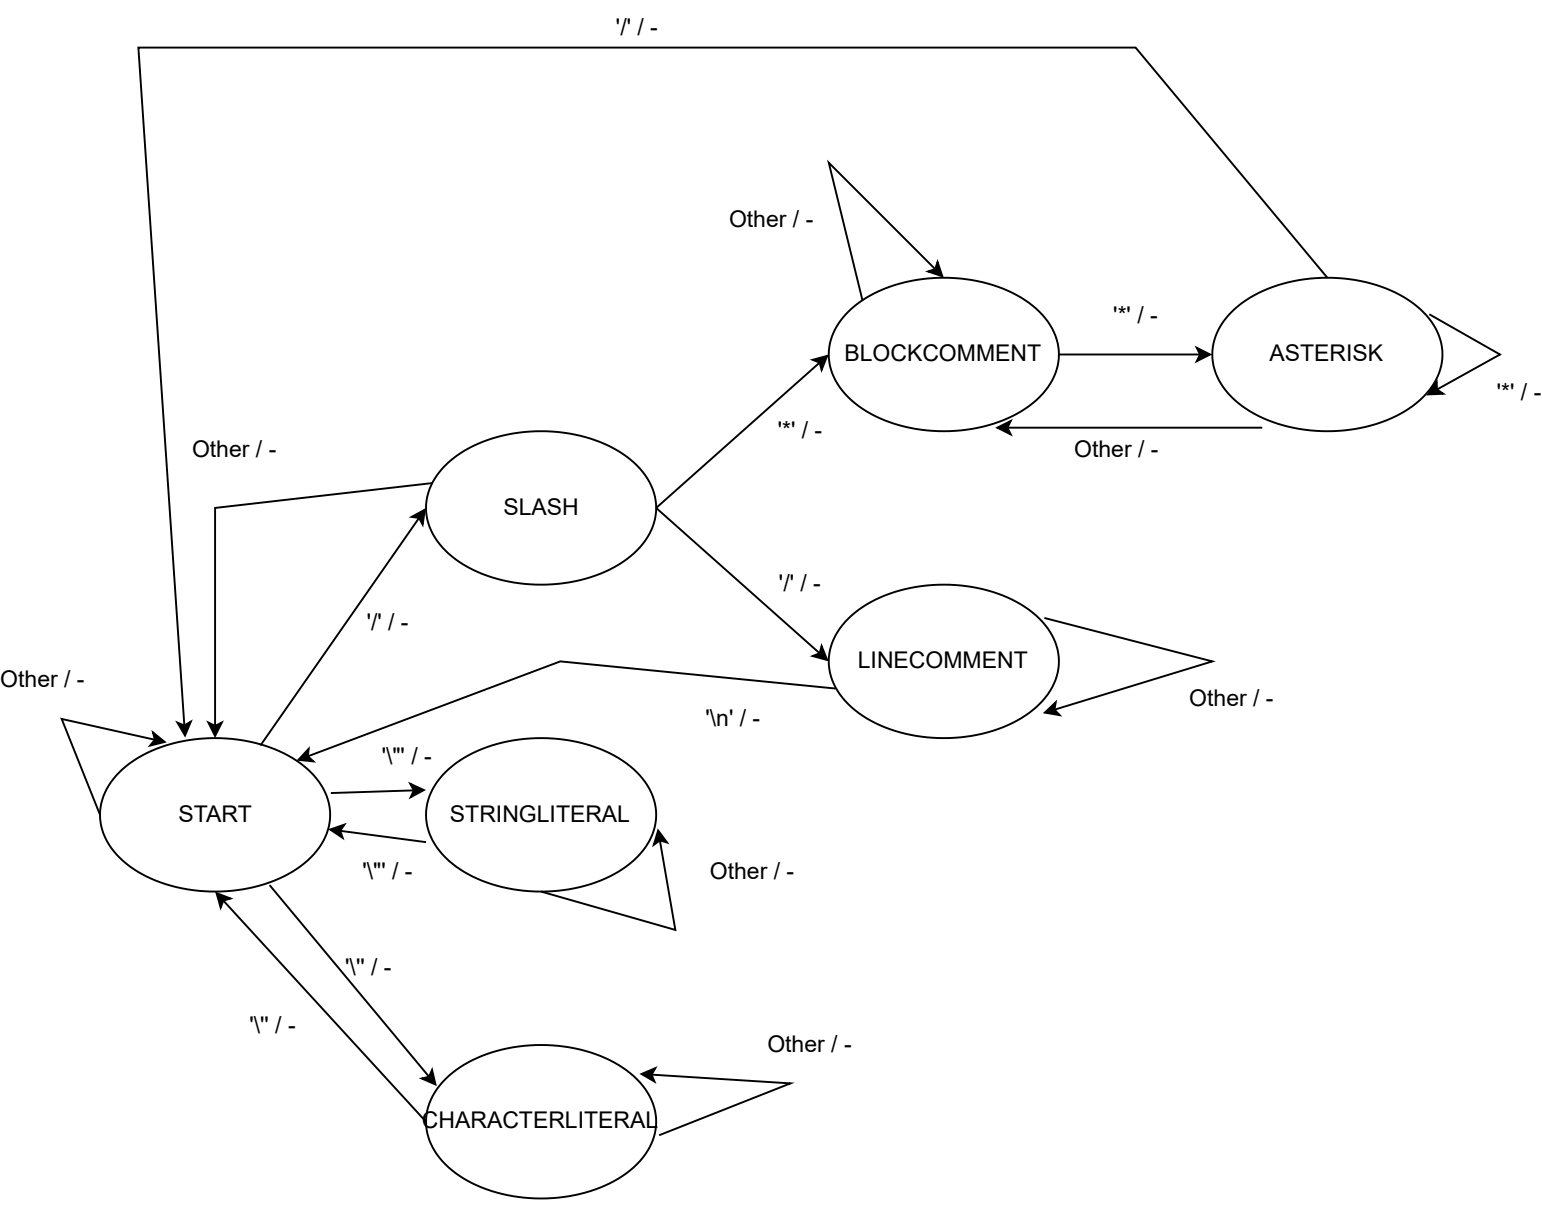 '/' / -
Other / -
'*' / -
BLOCKCOMMENT
ASTERISK
'*' / -
'*' / -
Other / -
Other / -
SLASH
'/' / -
'/' / -
LINECOMMENT
Other / -
Other / -
'\n' / -
'\"' / -
START
STRINGLITERAL
'\"' / -
Other / -
'\'' / -
'\'' / -
Other / -
CHARACTERLITERAL